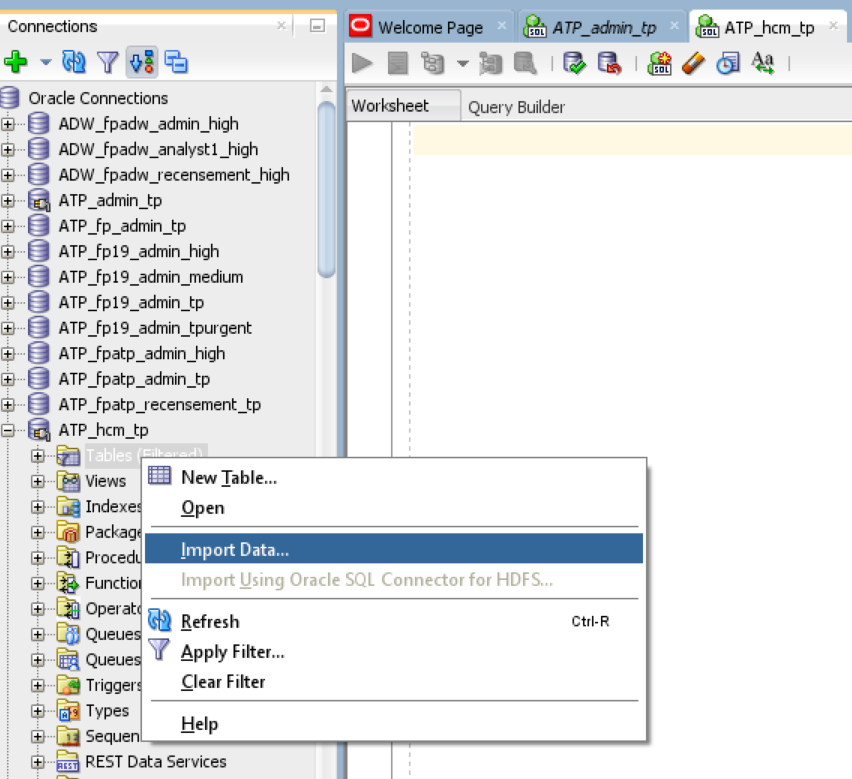 Connections
Welcome Page
ATP_admin_tp
ATP_hcm_tp
Worksheet
Query Builder
Oracle Connections
ADW_fpadw_admin_high
ADW_fpadw_analyst1_high
ADW_fpadw_recensement_high
ATP_admin_tp
ATP_fp_admin_tp
ATP_fp19_admin_high
ATP_fp19_admin_medium
ATP_fp19_admin_tp
ATP_fp19_admin_tpurgent
ATP_fpatp_admin_high
ATP_fpatp_admin_tp
ATP_fpatp_recensement_tp
ATP_hcm_tp
Tables (Filtered)
Views
Indexes
Package
Procedu
Function
Operato
Queues
Queues
Triggers
Types
Sequen
REST Data Services
New Table...
Open
Import Data...
Import Using Oracle SQL Connector for HDFS...
Refresh Ctrl-R
Apply Filter...
Clear Filter
Help